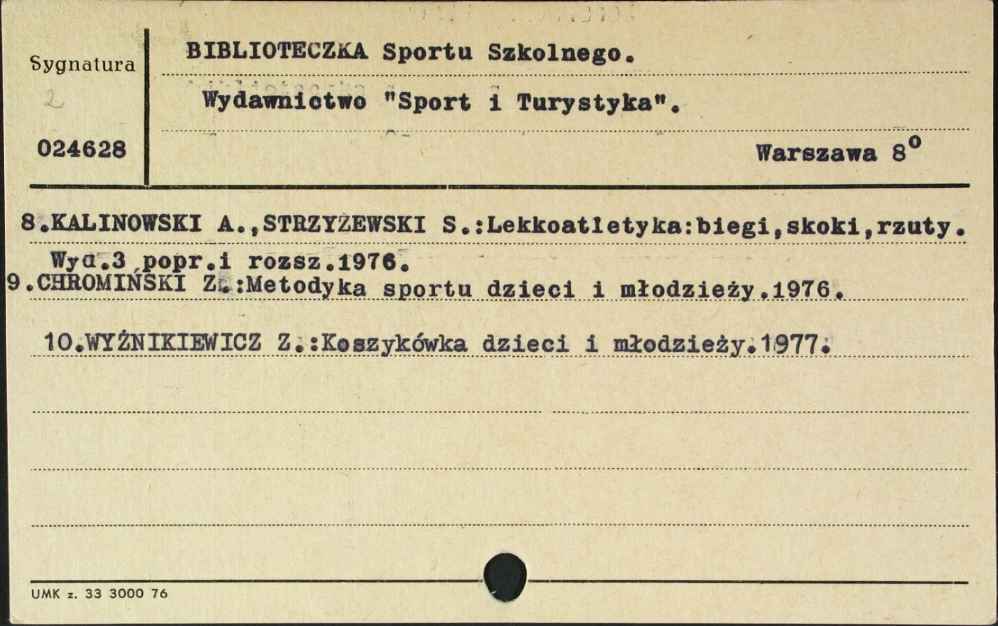 BIBLIOTECZKA Sportu Szkolnego.
Sygnatura
2
Wydawnictwo "Sport i Turystyka".
024628
Warszawa 8⁰
8.KALINOWSKI A.,STRZYŻEWSKI S.:Lekkoatletyka:biegi,skoki,rzuty.
Wyd.3 popr.i rozsz.1976.
9.CHROMIŃSKI Z.:Metodyka sportu dzieci i młodzieży.1976.
10.WYŹNIKIEWICZ Z.:Koszykówka dzieci i młodzieży.1977.
UMK z. 33 3000 76